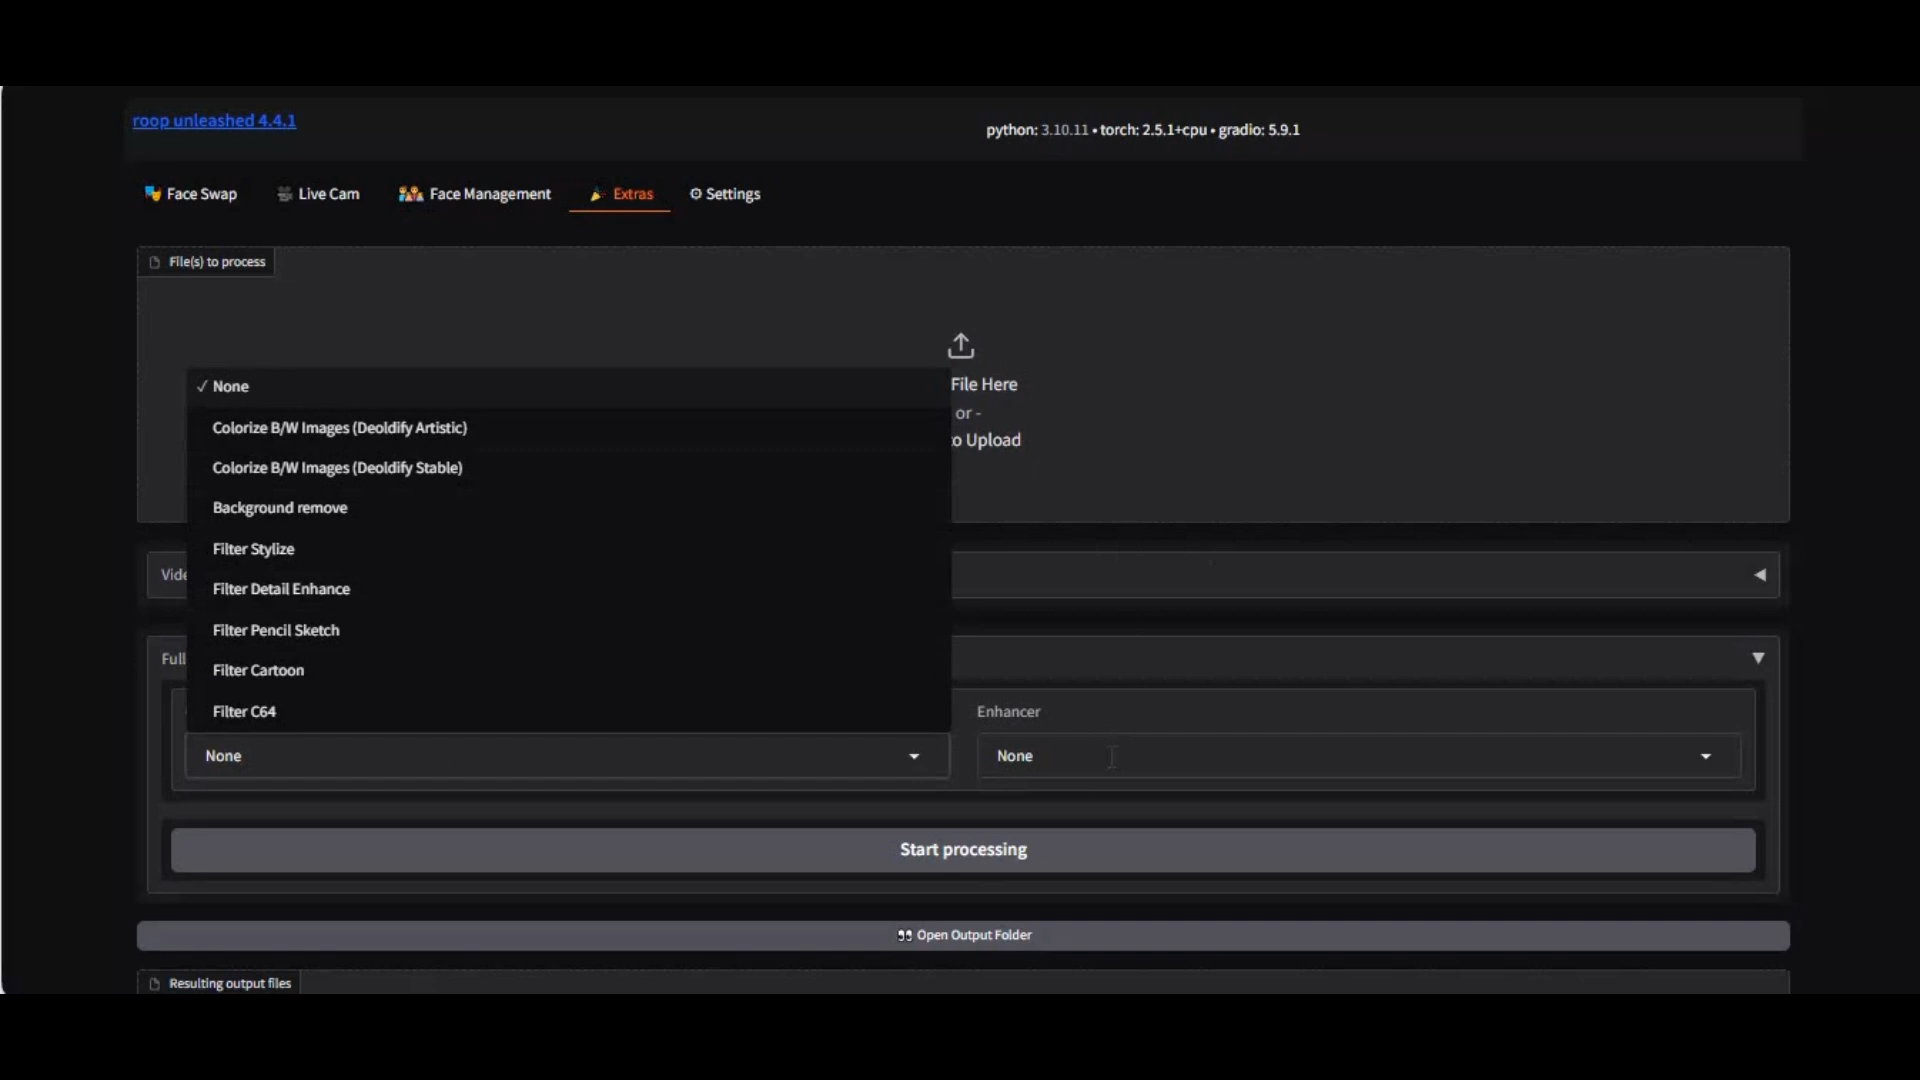 roop unleashed 4.4.1
python: 3.10.11 • torch: 2.5.1+cpu • gradio: 5.9.1
Face Swap
Live Cam
Face Management
Extras
Settings
File(s) to process
File Here
or -
to Upload
✓ None
Colorize B/W Images (Deoldify Artistic)
Colorize B/W Images (Deoldify Stable)
Background remove
Filter Stylize
Filter Detail Enhance
Filter Pencil Sketch
Filter Cartoon
Filter C64
Vide
Full
None
Enhancer
None
Start processing
Open Output Folder
Resulting output files